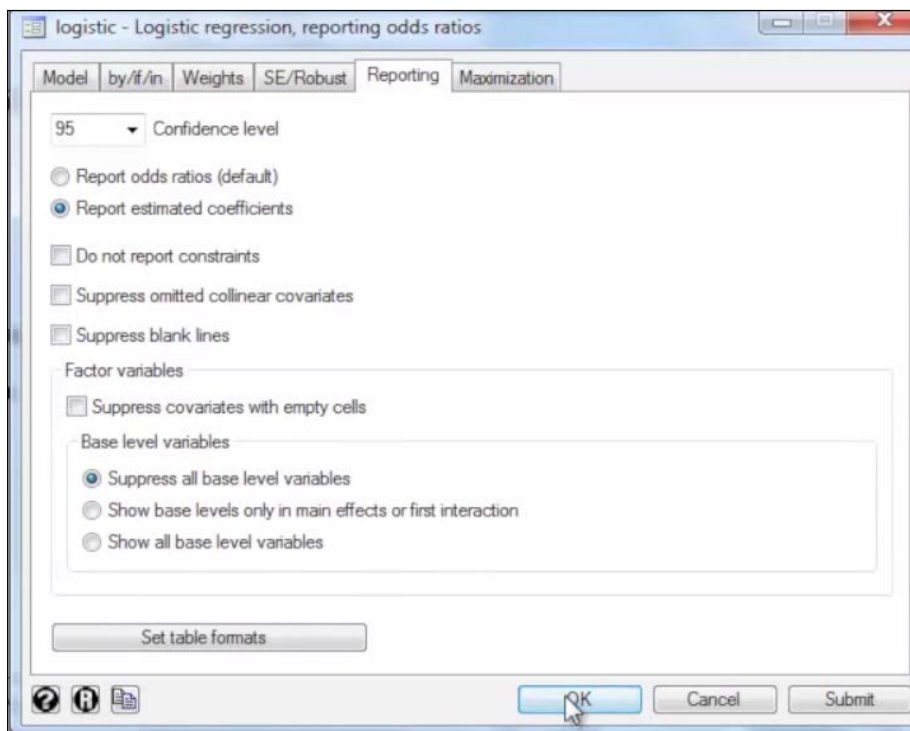 logistic - Logistic regression, reporting odds ratios
Model by/if/in Weights SE/Robust Reporting Maximization
95 Confidence level
Report odds ratios (default)
Report estimated coefficients
Do not report constraints
Suppress omitted collinear covariates
Suppress blank lines
Factor variables
Suppress covariates with empty cells
Base level variables
Suppress all base level variables
Show base levels only in main effects or first interaction
Show all base level variables
Set table formats
? R OK Cancel Submit